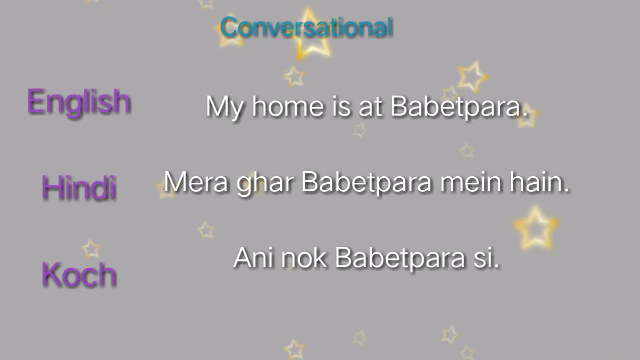 Conversational
English My home is at Babetpara.
Hindi Mera ghar Babetpara mein hain.
Koch Ani nok Babetpara si.